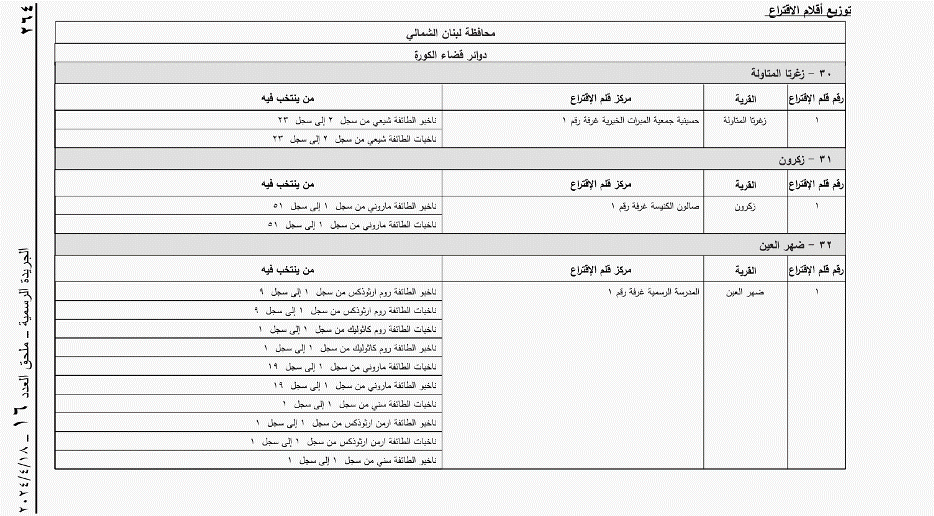 توزيع أقلام الاقتراع
٢٦٤
محافظة لبنان الشمالي
دوائر قضاء الكورة
٣٠ - زغرتا المتاولة
رقم قلم الإقتراع القرية مركز قلم الإقتراع من ينتخب فيه
١ زغرتا المتاولة حسينية جمعية المبرات الخيرية غرفة رقم ١ ناخبو الطائفة شيعي من سجل ٢ إلى سجل ٢٣
ناخبات الطائفة شيعي من سجل ٢ إلى سجل ٢٣
٣١ - زكرون
رقم قلم الإقتراع القرية مركز قلم الإقتراع من ينتخب فيه
١ زكرون صالون الكنيسة غرفة رقم ١ ناخبو الطائفة ماروني من سجل ١ إلى سجل ٥١
ناخبات الطائفة ماروني من سجل ١ إلى سجل ٥١
٣٢ - ضهر العين
رقم قلم الإقتراع القرية مركز قلم الإقتراع من ينتخب فيه
١ ضهر العين المدرسة الرسمية غرفة رقم ١ ناخبو الطائفة روم ارثوذكس من سجل ١ إلى سجل ٩
ناخبات الطائفة روم ارثوذكس من سجل ١ إلى سجل ٩
ناخبو الطائفة روم كاثوليك من سجل ١ إلى سجل ١
ناخبات الطائفة روم كاثوليك من سجل ١ إلى سجل ١
ناخبات الطائفة ماروني من سجل ١ إلى سجل ١٩
ناخبو الطائفة ماروني من سجل ١ إلى سجل ١٩
ناخبات الطائفة سني من سجل ١ إلى سجل ١
ناخبو الطائفة ارمن ارثوذكس من سجل ١ إلى سجل ١
ناخبات الطائفة ارمن ارثوذكس من سجل ١ إلى سجل ١
ناخبو الطائفة سني من سجل ١ إلى سجل ١
الجريدة الرسمية – ملحق العدد ١٦ – ٢٠٢٤/٤/١٨